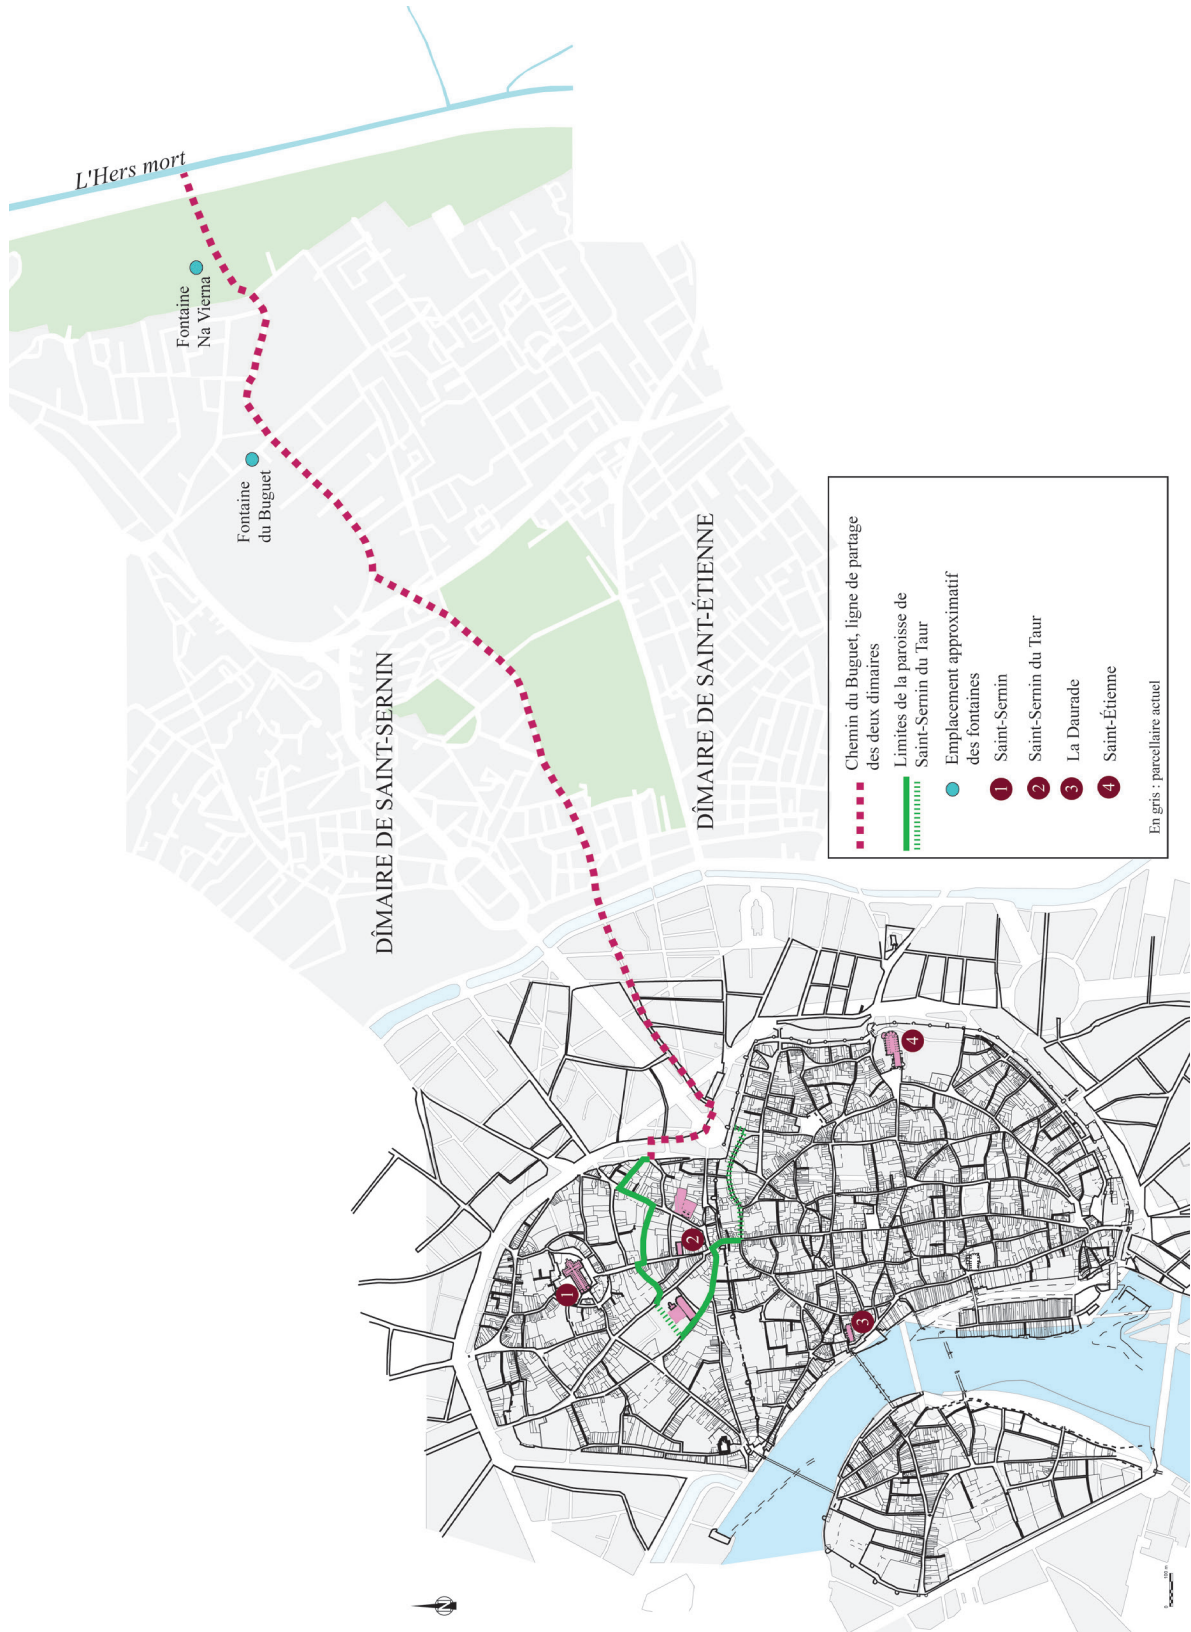 L'Hers mort
Fontaine
Na Vierna
Fontaine
du Buguet
DÎMAIRE DE SAINT-SERNIN
DÎMAIRE DE SAINT-ÉTIENNE
Chemin du Buguet, ligne de partage
des deux dimaires
Limites de la paroisse de
Saint-Sernin du Taur
Emplacement approximatif
des fontaines
1 Saint-Sernin
2 Saint-Sernin du Taur
3 La Daurade
4 Saint-Étienne
En gris : parcellaire actuel
1
2
3
4
N
0 100 m